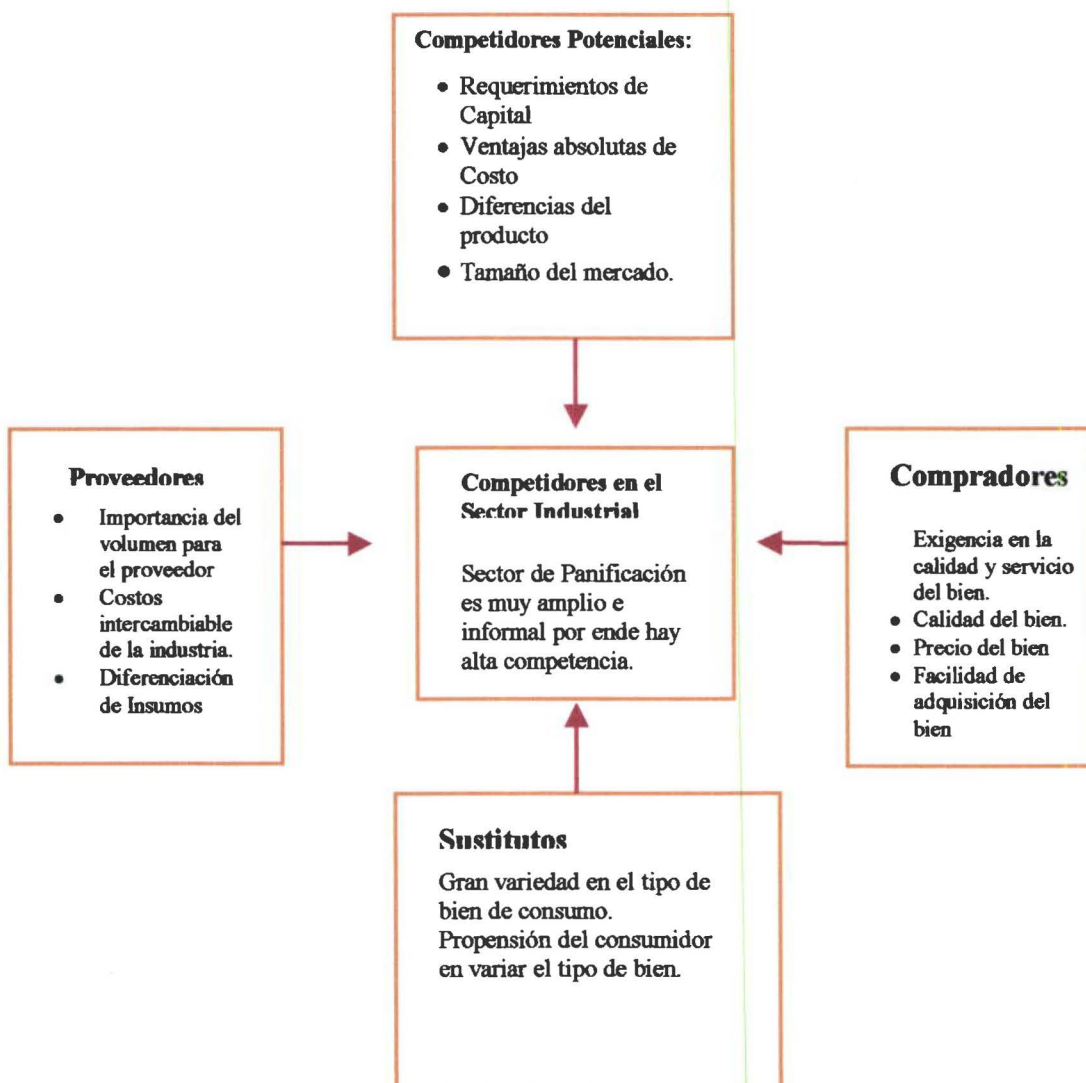 Competidores Potenciales:
• Requerimientos de
Capital
• Ventajas absolutas de
Costo
• Diferencias del
producto
• Tamaño del mercado.
Proveedores
• Importancia del
volumen para
el proveedor
• Costos
intercambiable
de la industria.
• Diferenciación
de Insumos
Competidores en el
Sector Industrial
Sector de Panificación
es muy amplio e
informal por ende hay
alta competencia.
Compradores
Exigencia en la
calidad y servicio
del bien.
• Calidad del bien.
• Precio del bien
• Facilidad de
adquisición del
bien
Sustitutos
Gran variedad en el tipo de
bien de consumo.
Propensión del consumidor
en variar el tipo de bien.